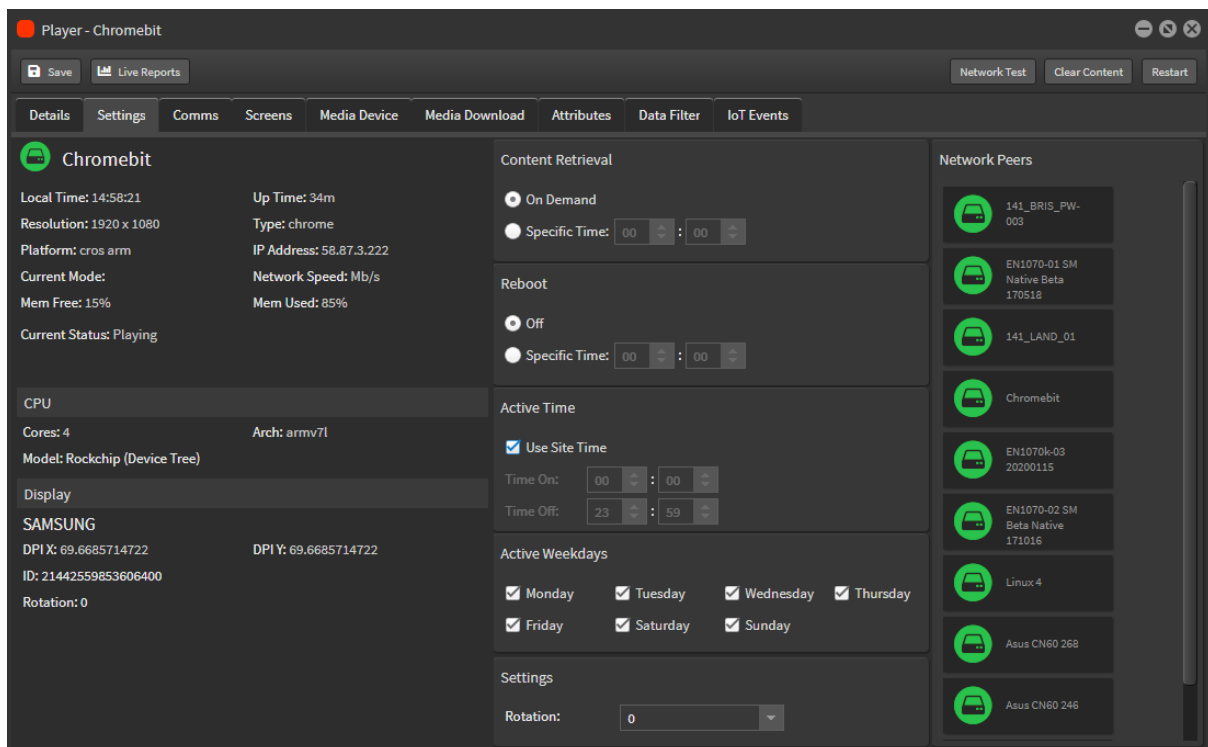 Player - Chromebit
Save Live Reports Network Test Clear Content Restart
Details Settings Comms Screens Media Device Media Download Attributes Data Filter IoT Events
Chromebit
Local Time: 14:58:21 Up Time: 34m
Resolution: 1920 x 1080 Type: chrome
Platform: cros arm IP Address: 58.87.3.222
Current Mode: Network Speed: Mb/s
Mem Free: 15% Mem Used: 85%
Current Status: Playing
CPU
Cores: 4 Arch: armv7l
Model: Rockchip (Device Tree)
Display
SAMSUNG
DPI X: 69.6685714722 DPI Y: 69.6685714722
ID: 21442559853606400
Rotation: 0
Content Retrieval
On Demand
Specific Time: 00 : 00
Reboot
Off
Specific Time: 00 : 00
Active Time
Use Site Time
Time On: 00 : 00
Time Off: 23 : 59
Active Weekdays
Monday Tuesday Wednesday Thursday
Friday Saturday Sunday
Settings
Rotation: 0
Network Peers
141_BRIS_PW-
003
EN1070-01 SM
Native Beta
170518
141_LAND_01
Chromebit
EN1070k-03
20200115
EN1070-02 SM
Beta Native
171016
Linux 4
Asus CN60 268
Asus CN60 246